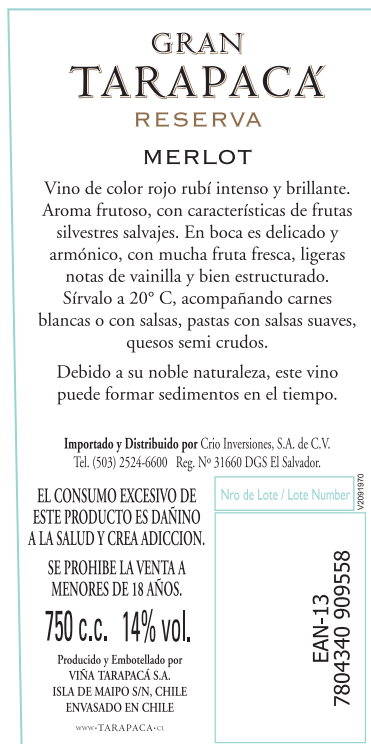 GRAN
TARAPACÁ
RESERVA
MERLOT
Vino de color rojo rubí intenso y brillante.
Aroma frutoso, con características de frutas
silvestres salvajes. En boca es delicado y
armónico, con mucha fruta fresca, ligeras
notas de vainilla y bien estructurado.
Sírvalo a 20° C, acompañando carnes
blancas o con salsas, pastas con salsas suaves,
quesos semi crudos.
Debido a su noble naturaleza, este vino
puede formar sedimentos en el tiempo.
Importado y Distribuido por Crio Inversiones, S.A. de C.V.
Tel. (503) 2524-6600 Reg. Nº 31660 DGS El Salvador.
EL CONSUMO EXCESIVO DE
ESTE PRODUCTO ES DAÑINO
A LA SALUD Y CREA ADICCION.
SE PROHIBE LA VENTA A
MENORES DE 18 AÑOS.
750 c.c. 14% vol.
Producido y Embotellado por
VIÑA TARAPACÁ S.A.
ISLA DE MAIPO S/N, CHILE
ENVASADO EN CHILE
www.TARAPACA.cl
Nro de Lote / Lote Number
V2091970
EAN-13
7804340 909558